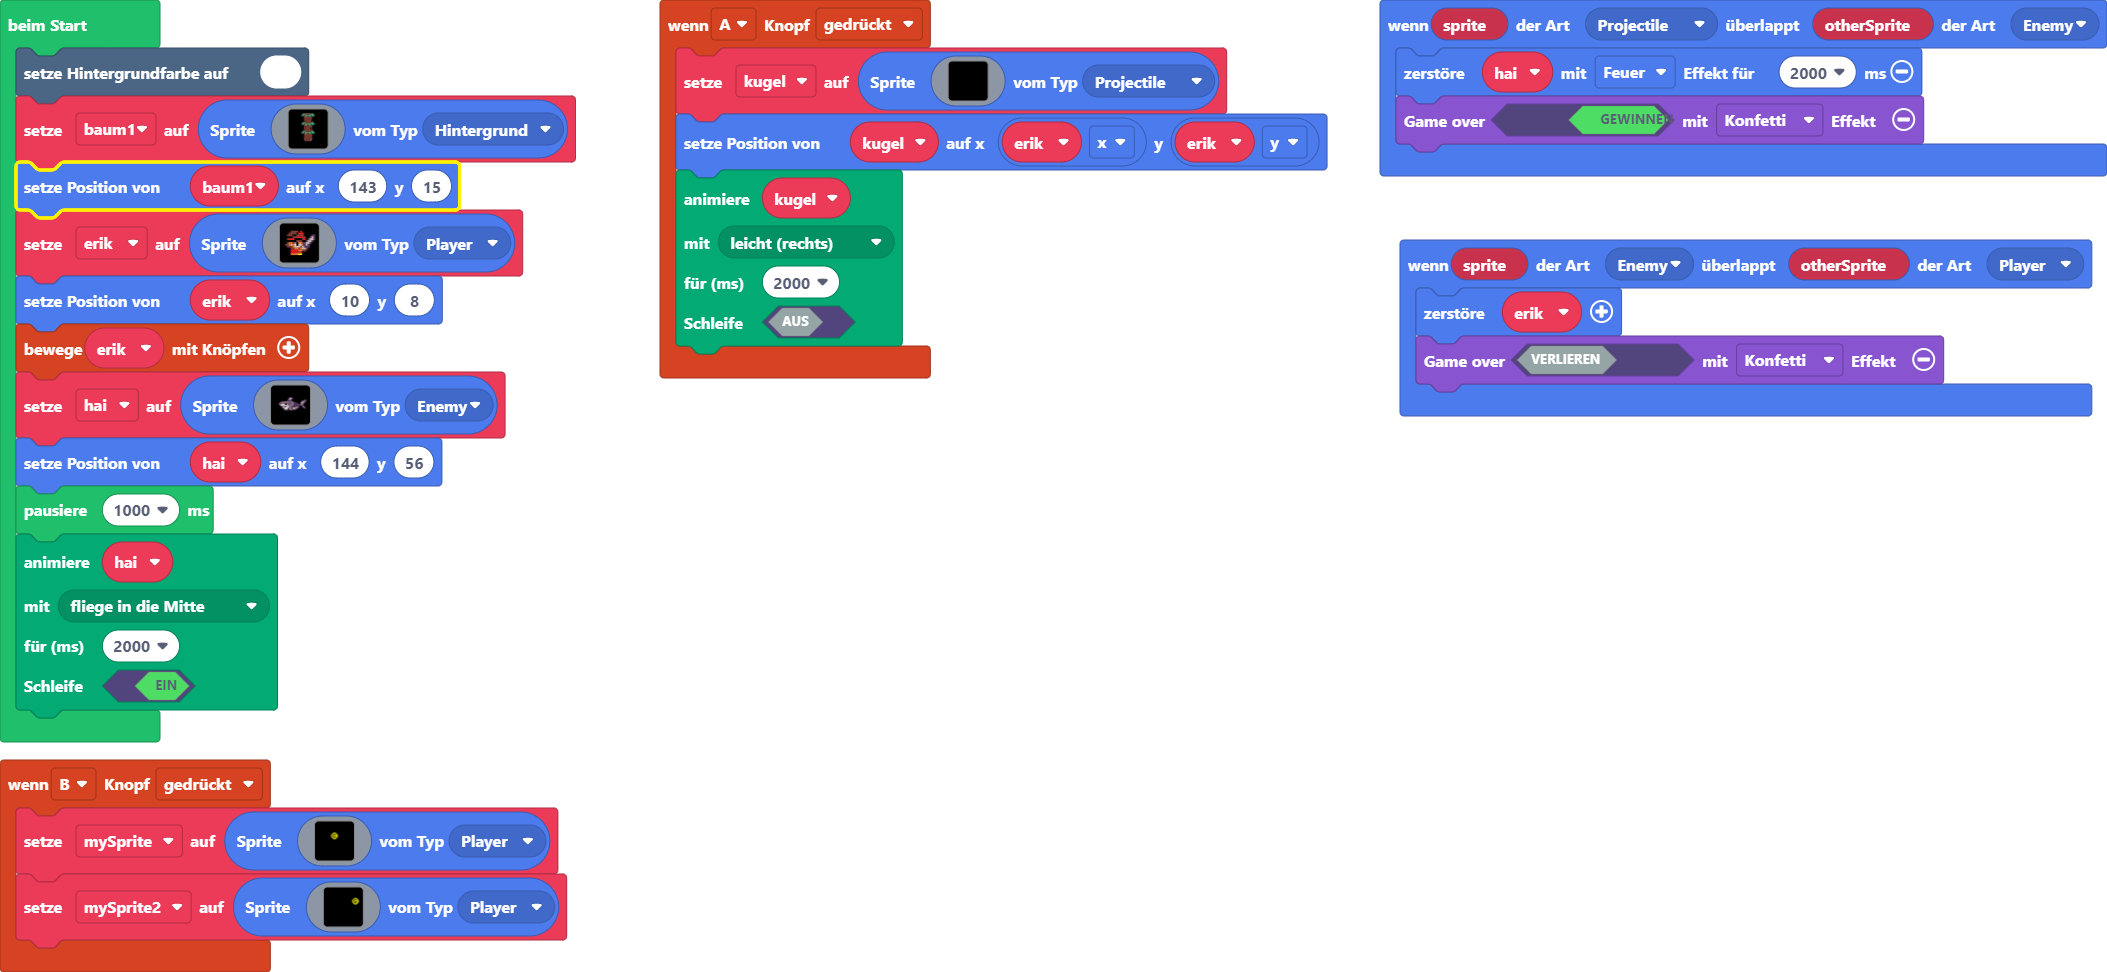 beim Start
setze Hintergrundfarbe auf
setze baum1 auf Sprite vom Typ Hintergrund
setze Position von baum1 auf x 143 y 15
setze erik auf Sprite vom Typ Player
setze Position von erik auf x 10 y 8
bewege erik mit Knöpfen
setze hai auf Sprite vom Typ Enemy
setze Position von hai auf x 144 y 56
pausiere 1000 ms
animiere hai
mit fliege in die Mitte
für (ms) 2000
Schleife EIN
wenn B Knopf gedrückt
setze mySprite auf Sprite vom Typ Player
setze mySprite2 auf Sprite vom Typ Player
wenn A Knopf gedrückt
setze kugel auf Sprite vom Typ Projectile
setze Position von kugel auf x erik x y erik y
animiere kugel
mit leicht (rechts)
für (ms) 2000
Schleife AUS
wenn sprite der Art Projectile überlappt otherSprite der Art Enemy
zerstöre hai mit Feuer Effekt für 2000 ms
Game over GEWINNEN mit Konfetti Effekt
wenn sprite der Art Enemy überlappt otherSprite der Art Player
zerstöre erik
Game over VERLIEREN mit Konfetti Effekt